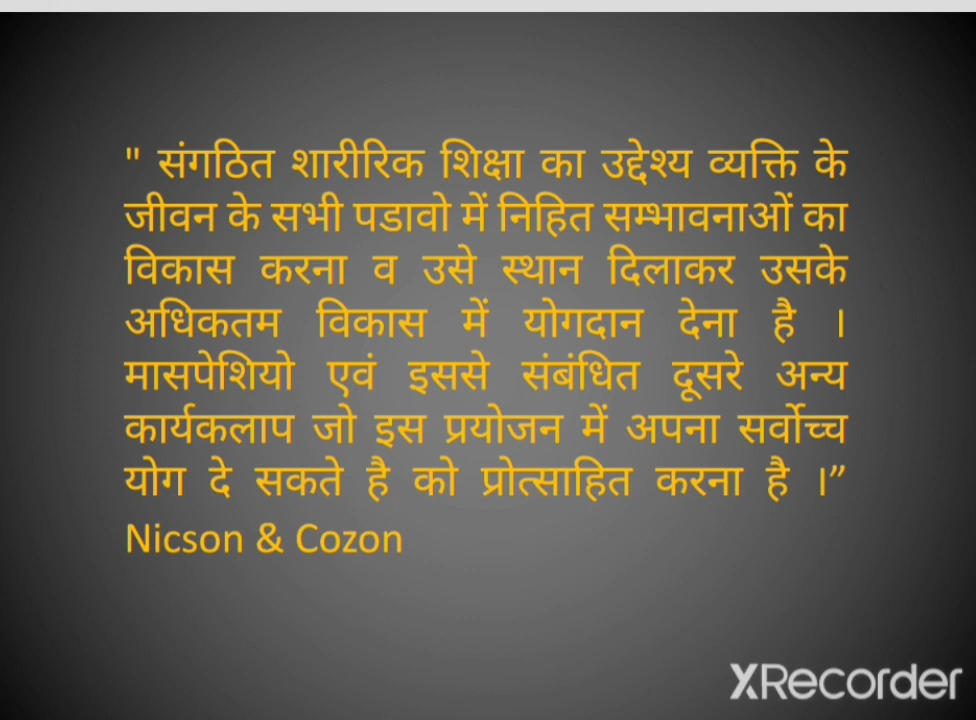 " संगठित शारीरिक शिक्षा का उद्देश्य व्यक्ति के
जीवन के सभी पडावो में निहित सम्भावनाओं का
विकास करना व उसे स्थान दिलाकर उसके
अधिकतम विकास में योगदान देना है ।
मासपेशियो एवं इससे संबंधित दूसरे अन्य
कार्यकलाप जो इस प्रयोजन में अपना सर्वोच्च
योग दे सकते है को प्रोत्साहित करना है ।”
Nicson & Cozon
XRecorder